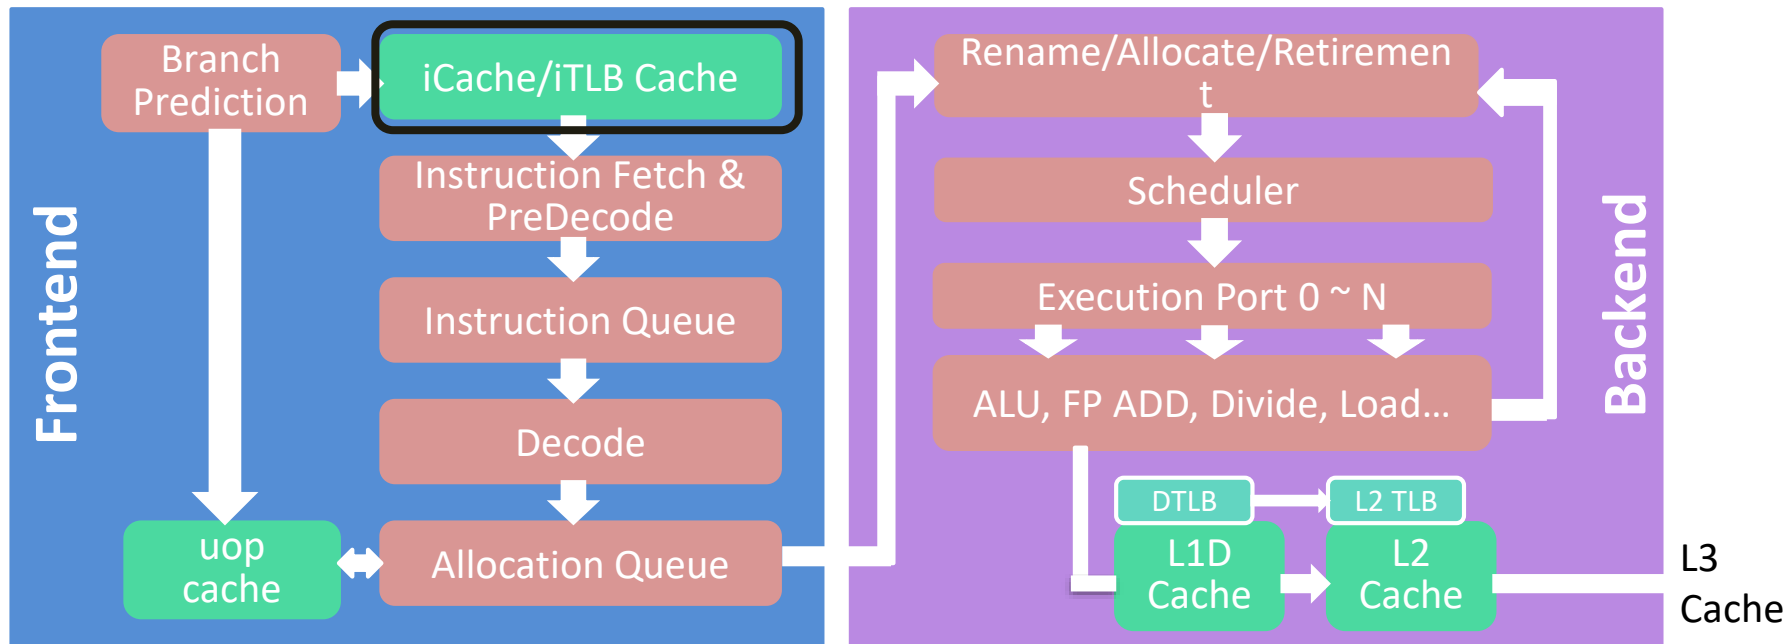 Frontend
Branch
Prediction
iCache/iTLB Cache
Instruction Fetch &
PreDecode
Instruction Queue
Decode
uop
cache
Allocation Queue
Rename/Allocate/Retiremen
t
Scheduler
Execution Port 0 ~ N
ALU, FP ADD, Divide, Load...
DTLB
L2 TLB
L1D
Cache
L2
Cache
Backend
L3
Cache